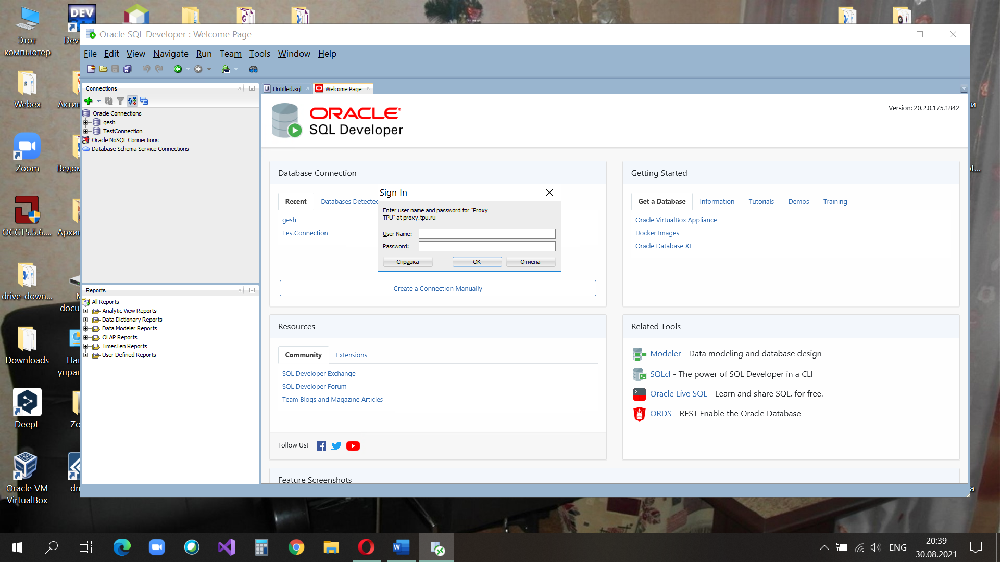 Этот
компьютер
DEV
Dev-
Webex
Актив
Zoom
Ведом
OCCT5.5.6....
Архив
drive-down...
docu
Downloads
Пан
управ
DeepL
Zo
Oracle VM
VirtualBox
dn
Oracle SQL Developer : Welcome Page
File Edit View Navigate Run Team Tools Window Help
Connections
Oracle Connections
gesh
TestConnection
Oracle NoSQL Connections
Database Schema Service Connections
Reports
All Reports
Analytic View Reports
Data Dictionary Reports
Data Modeler Reports
OLAP Reports
TimesTen Reports
User Defined Reports
Untitled.sql
Welcome Page
ORACLE
SQL Developer
Version: 20.2.0.175.1842
Database Connection
Recent Databases Detected
gesh
TestConnection
Create a Connection Manually
Sign In
Enter user name and password for "Proxy
TPU" at proxy.tpu.ru
User Name:
Password:
Справка OK Отмена
Getting Started
Get a Database Information Tutorials Demos Training
Oracle VirtualBox Appliance
Docker Images
Oracle Database XE
Resources
Community Extensions
SQL Developer Exchange
SQL Developer Forum
Team Blogs and Magazine Articles
Follow Us!
Related Tools
Modeler - Data modeling and database design
SQLcl - The power of SQL Developer in a CLI
Oracle Live SQL - Learn and share SQL, for free.
ORDS - REST Enable the Oracle Database
Feature Screenshots
ки
ot...
a
ENG
20:39
30.08.2021